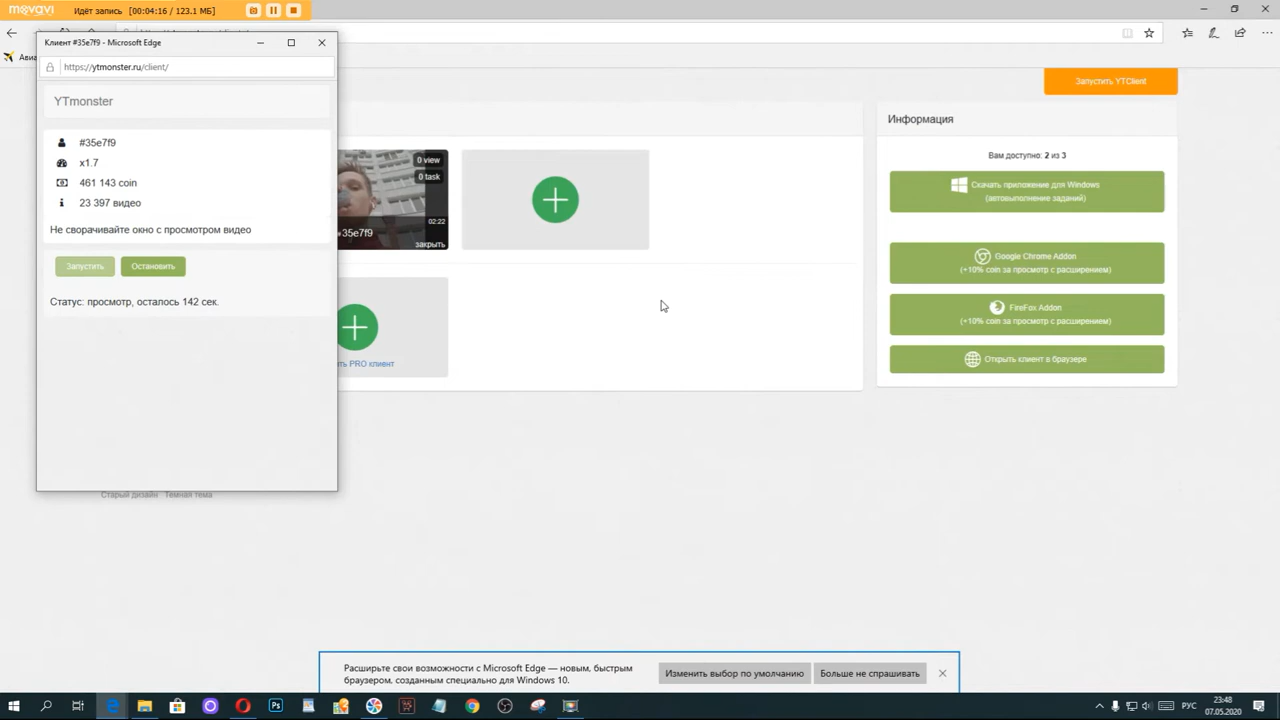 movavi
Идёт запись
00:04:16 / 123.1 МБ
Клиент #35e7f9 - Microsoft Edge
Авиа
https://ytmonster.ru/client/
YTmonster
#35e7f9
x1.7
461 143 coin
23 397 видео
Не сворачивайте окно с просмотром видео
Запустить
Остановить
Статус: просмотр, осталось 142 сек.
0 view
0 task
02:22
#35e7f9
закрыть
PRO клиент
Запустить YTClient
Информация
Вам доступно: 2 из 3
Скачать приложение для Windows
(автовыполнение заданий)
Google Chrome Addon
(+10% coin за просмотр с расширением)
FireFox Addon
(+10% coin за просмотр с расширением)
Открыть клиент в браузере
Старый дизайн Темная тема
Расширьте свои возможности с Microsoft Edge — новым, быстрым
браузером, созданным специально для Windows 10.
Изменить выбор по умолчанию
Больше не спрашивать
Ps
РУС
23:48
07.05.2020